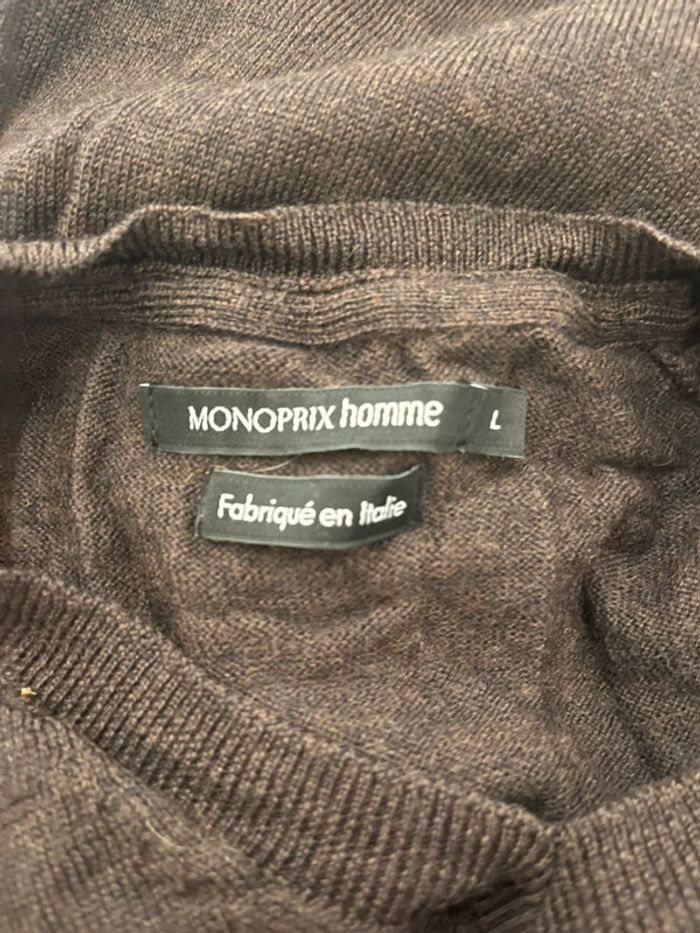 MONOPRIX homme L
Fabriqué en Italie